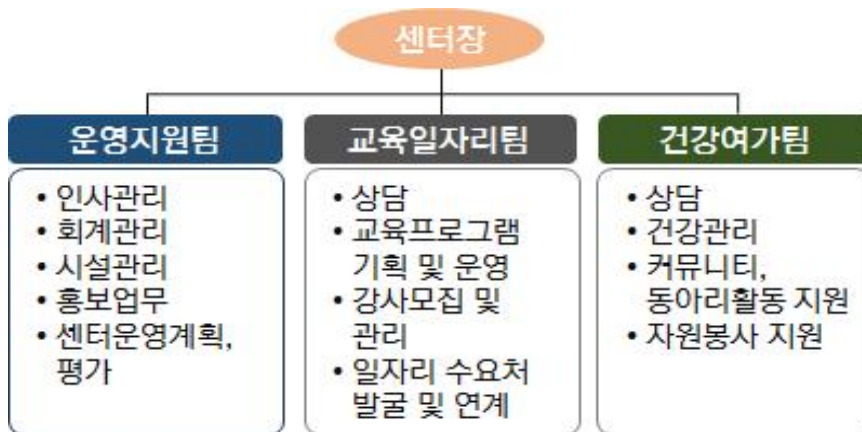 센터장
운영지원팀
• 인사관리
• 회계관리
• 시설관리
• 홍보업무
• 센터운영계획,
평가
교육일자리팀
• 상담
• 교육프로그램
기획 및 운영
• 강사모집 및
관리
• 일자리 수요처
발굴 및 연계
건강여가팀
• 상담
• 건강관리
• 커뮤니티,
동아리활동 지원
• 자원봉사 지원